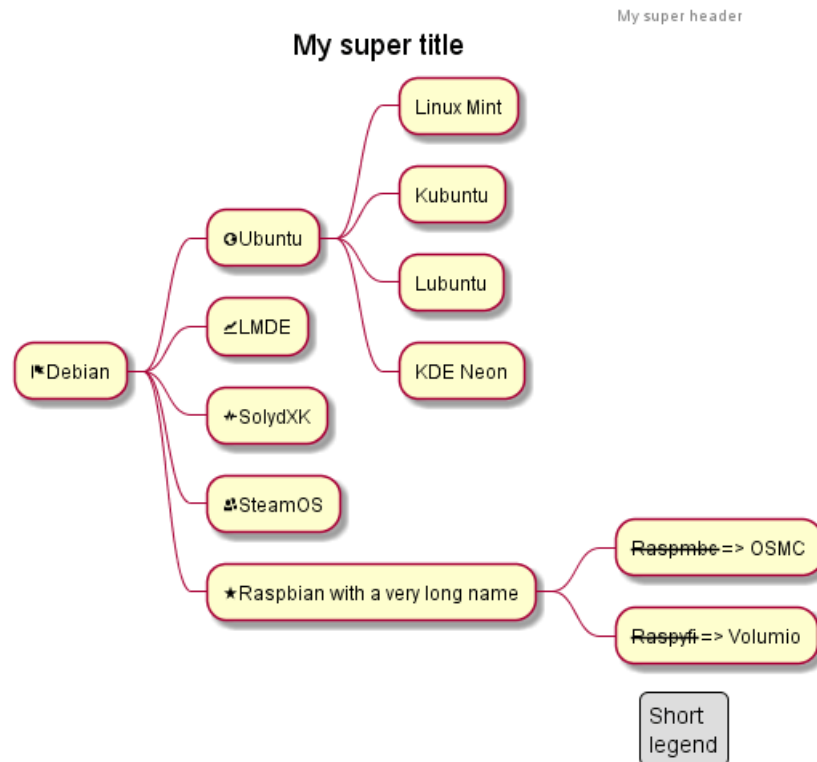 My super header
My super title
Linux Mint
Kubuntu
Ubuntu
Lubuntu
LMDE
KDE Neon
Debian
SolydXK
SteamOS
Raspmbc => OSMC
Raspbian with a very long name
Raspyfi => Volumio
Short
legend